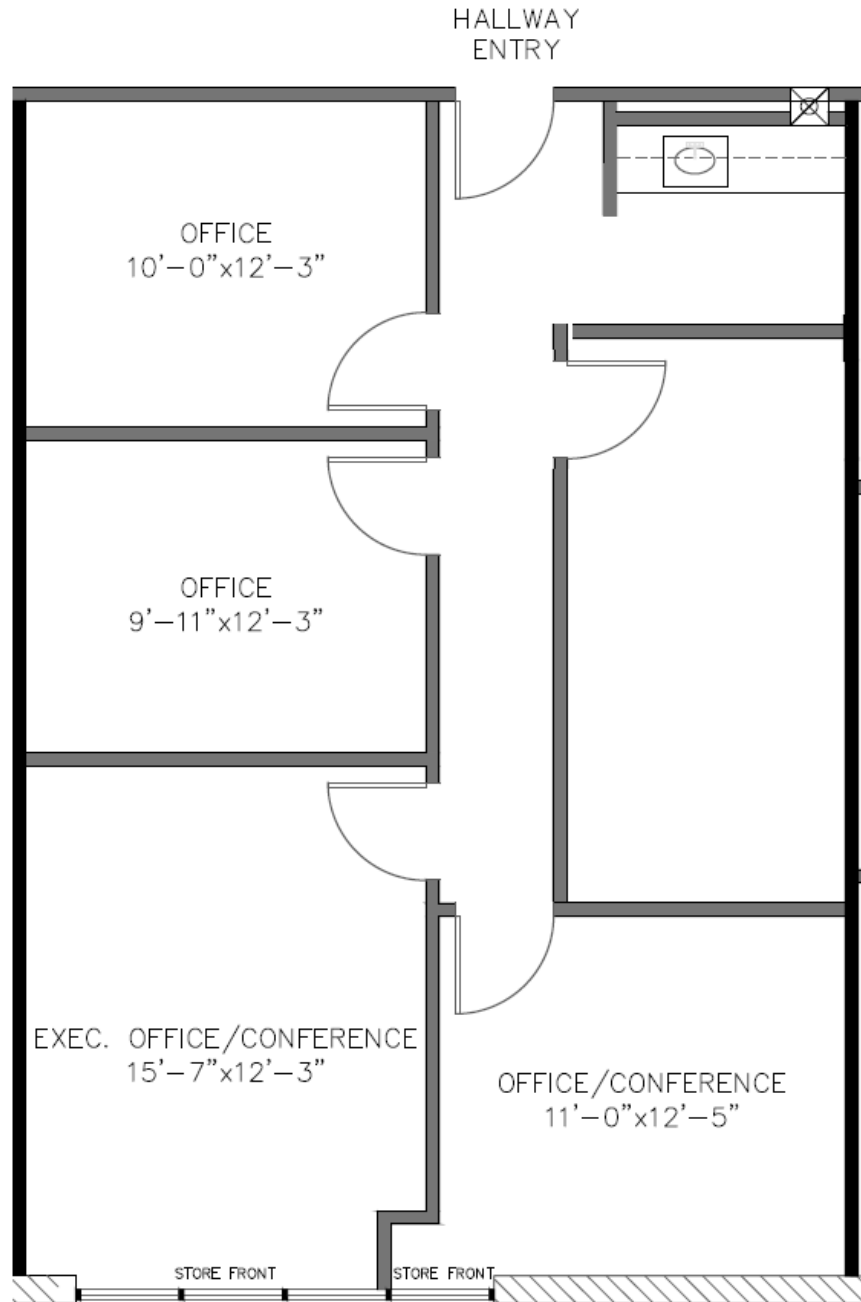 HALLWAY
ENTRY
OFFICE
10'-0"x12'-3"
OFFICE
9'-11"x12'-3"
EXEC. OFFICE/CONFERENCE
15'-7"x12'-3"
OFFICE/CONFERENCE
11'-0"x12'-5"
STORE FRONT
STORE FRONT